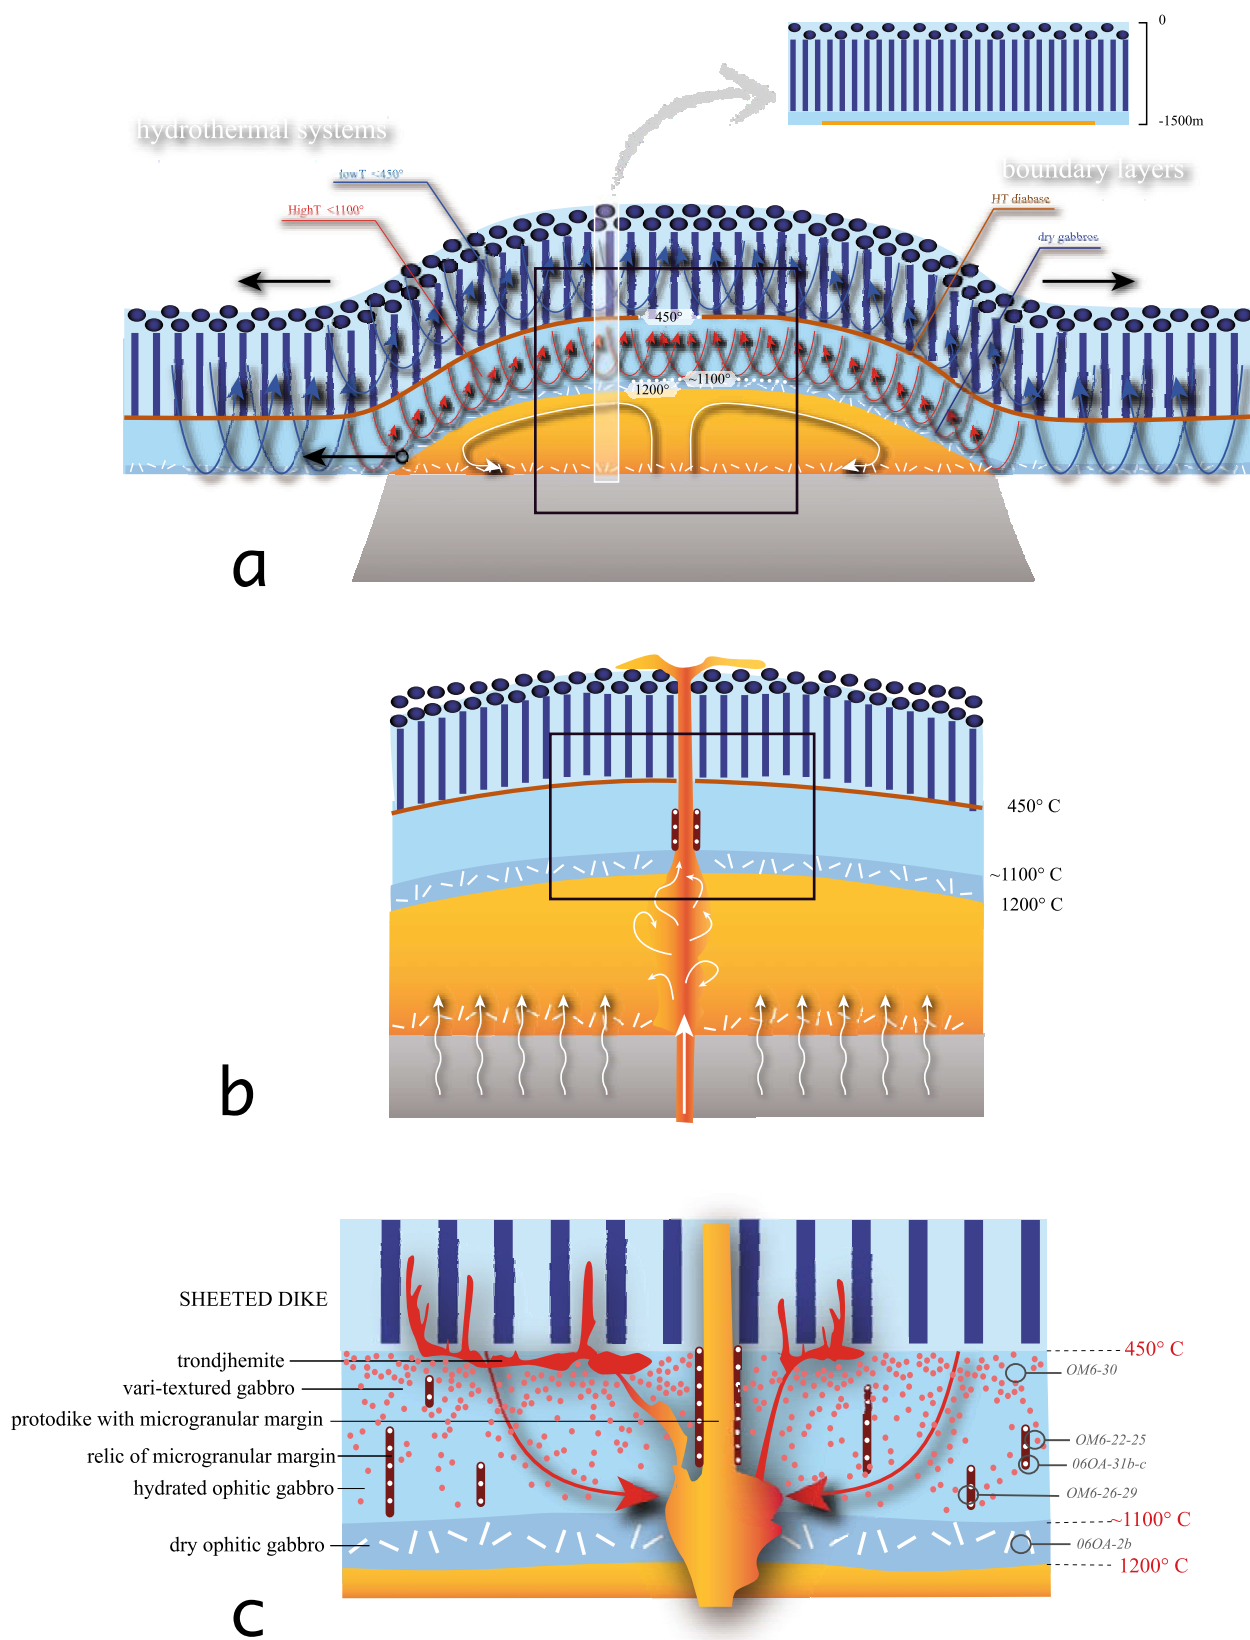 0
-1500m
hydrothermal systems
boundary layers
lowT <450°
HighT <1100°
HT diabase
dry gabbros
450°
~1100°
1200°
a
450° C
~1100° C
1200° C
b
SHEETED DIKE
450° C
trondjhemite
OM6-30
vari-textured gabbro
protodike with microgranular margin
OM6-22-25
relic of microgranular margin
06OA-31b-c
hydrated ophitic gabbro
OM6-26-29
~1100° C
dry ophitic gabbro
06OA-2b
1200° C
c